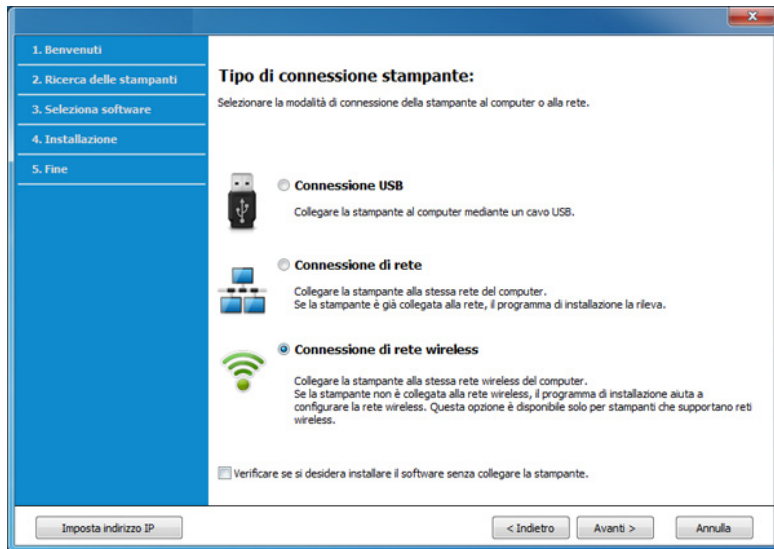 1. Benvenuti
2. Ricerca delle stampanti
3. Seleziona software
4. Installazione
5. Fine
Tipo di connessione stampante:
Selezionare la modalità di connessione della stampante al computer o alla rete.
Connessione USB
Collegare la stampante al computer mediante un cavo USB.
Connessione di rete
Collegare la stampante alla stessa rete del computer.
Se la stampante è già collegata alla rete, il programma di installazione la rileva.
Connessione di rete wireless
Collegare la stampante alla stessa rete wireless del computer.
Se la stampante non è collegata alla rete wireless, il programma di installazione aiuta a
configurare la rete wireless. Questa opzione è disponibile solo per stampanti che supportano reti
wireless.
Verificare se si desidera installare il software senza collegare la stampante.
Imposta indirizzo IP
< Indietro
Avanti >
Annulla